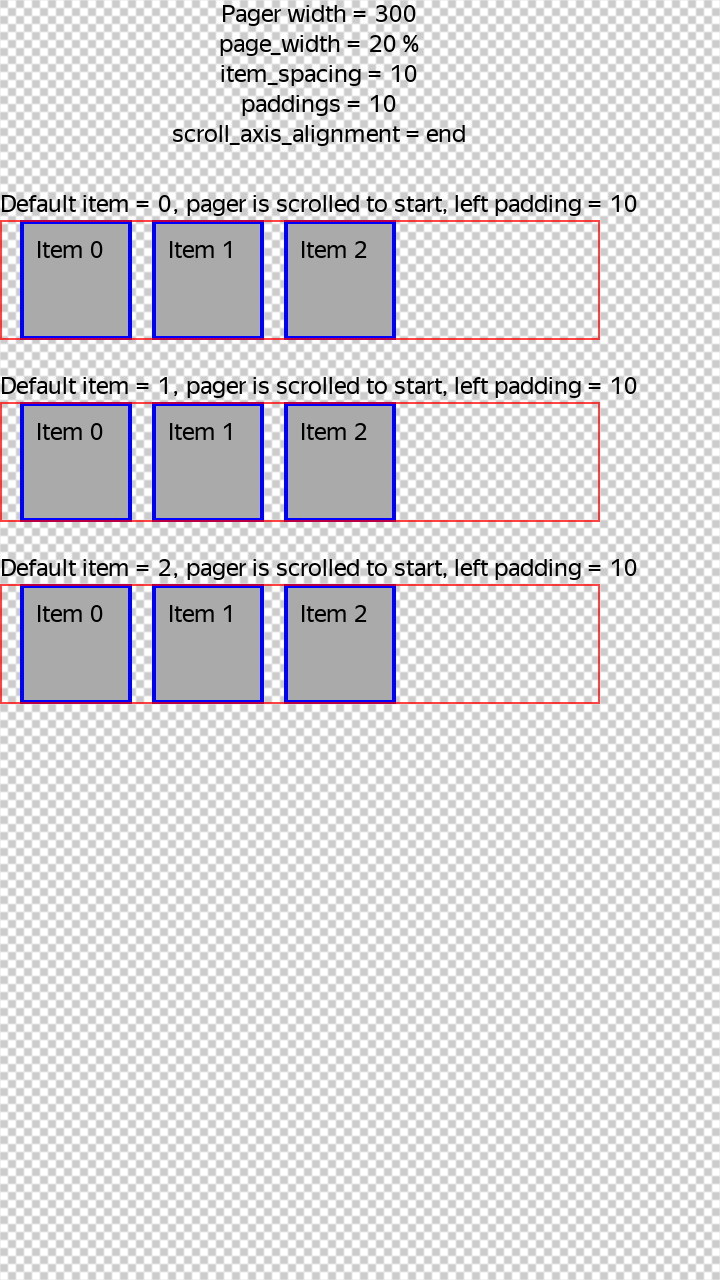 Pager width = 300
page_width = 20 %
item_spacing = 10
paddings = 10
scroll_axis_alignment = end
Default item = 0, pager is scrolled to start, left padding = 10
Item 0 Item 1 Item 2
Default item = 1, pager is scrolled to start, left padding = 10
Item 0 Item 1 Item 2
Default item = 2, pager is scrolled to start, left padding = 10
Item 0 Item 1 Item 2